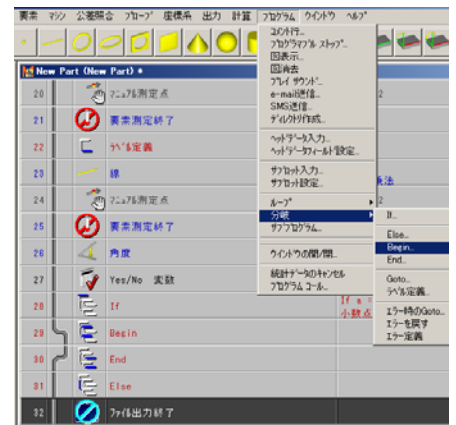 要素 マシン 公差照合 プローブ 座標系 出力 計算 プログラム ウインドウ ヘルプ
New Part (New Part) *
20 マニュアル測定点
21 要素測定終了
22 ラベル定義
23 線
24 マニュアル測定点
25 要素測定終了
26 角度
27 Yes/No 変数
28 If
29 Begin
30 End
31 Else
32 ファイル出力終了
コメント行...
プログラマブル ストップ...
図表示...
図消去
プレイ サウンド...
e-mail送信...
SMS送信...
ディレクトリ作成...
ヘッドデータ入力...
ヘッドデータフィールド設定...
サブロット入力...
サブロット設定...
ループ
分岐
サブプログラム...
ウインドウの開/閉...
統計データのキャンセル
プログラム コール...
2
2
If a =
小数点
If...
Else...
Begin...
End...
Goto...
ラベル定義...
エラー時のGoto...
エラーを戻す
エラー定義